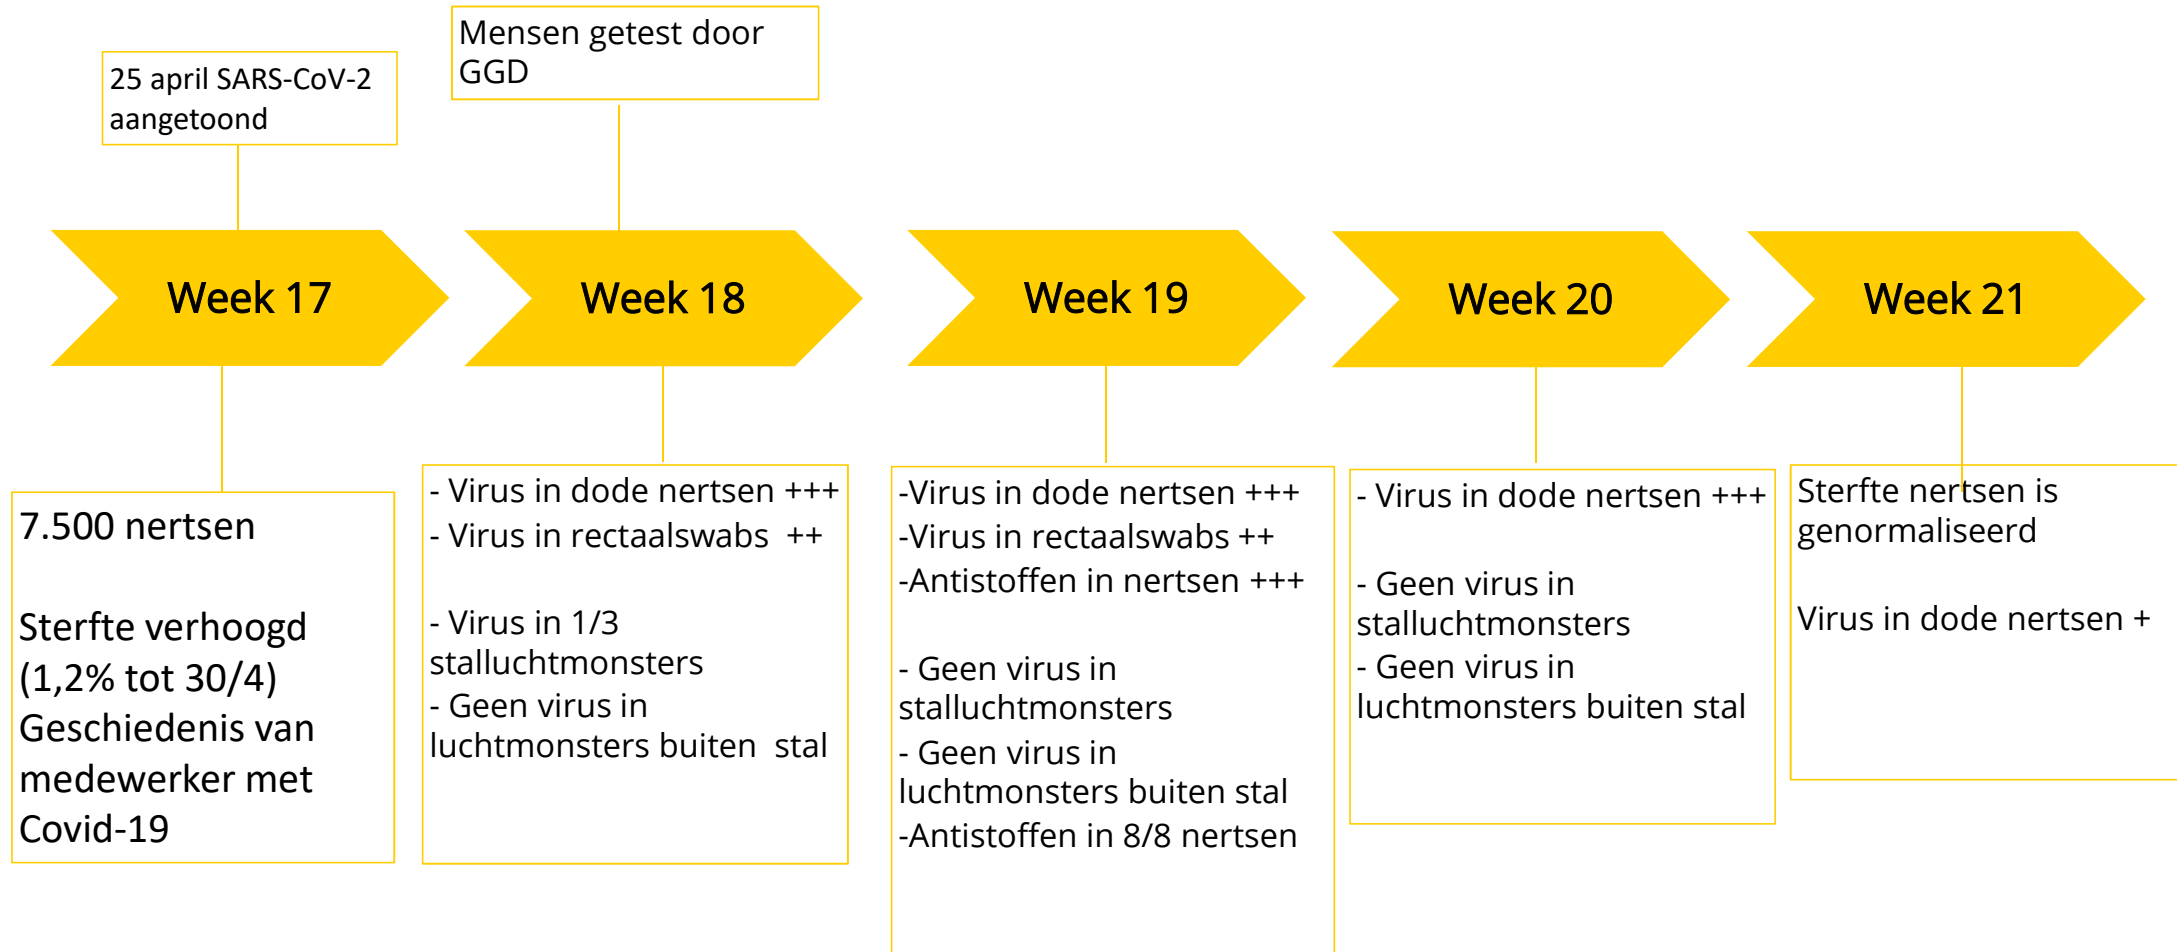 25 april SARS-CoV-2
aangetoond
Mensen getest door
GGD
Week 17
Week 18
Week 19
Week 20
Week 21
7.500 nertsen
Sterfte verhoogd
(1,2% tot 30/4)
Geschiedenis van
medewerker met
Covid-19
- Virus in dode nertsen +++
- Virus in rectaalswabs ++
- Virus in 1/3
stalluchtmonsters
- Geen virus in
luchtmonsters buiten stal
-Virus in dode nertsen +++
-Virus in rectaalswabs ++
-Antistoffen in nertsen +++
- Geen virus in
stalluchtmonsters
- Geen virus in
luchtmonsters buiten stal
-Antistoffen in 8/8 nertsen
- Virus in dode nertsen +++
- Geen virus in
stalluchtmonsters
- Geen virus in
luchtmonsters buiten stal
Sterfte nertsen is
genormaliseerd
Virus in dode nertsen +